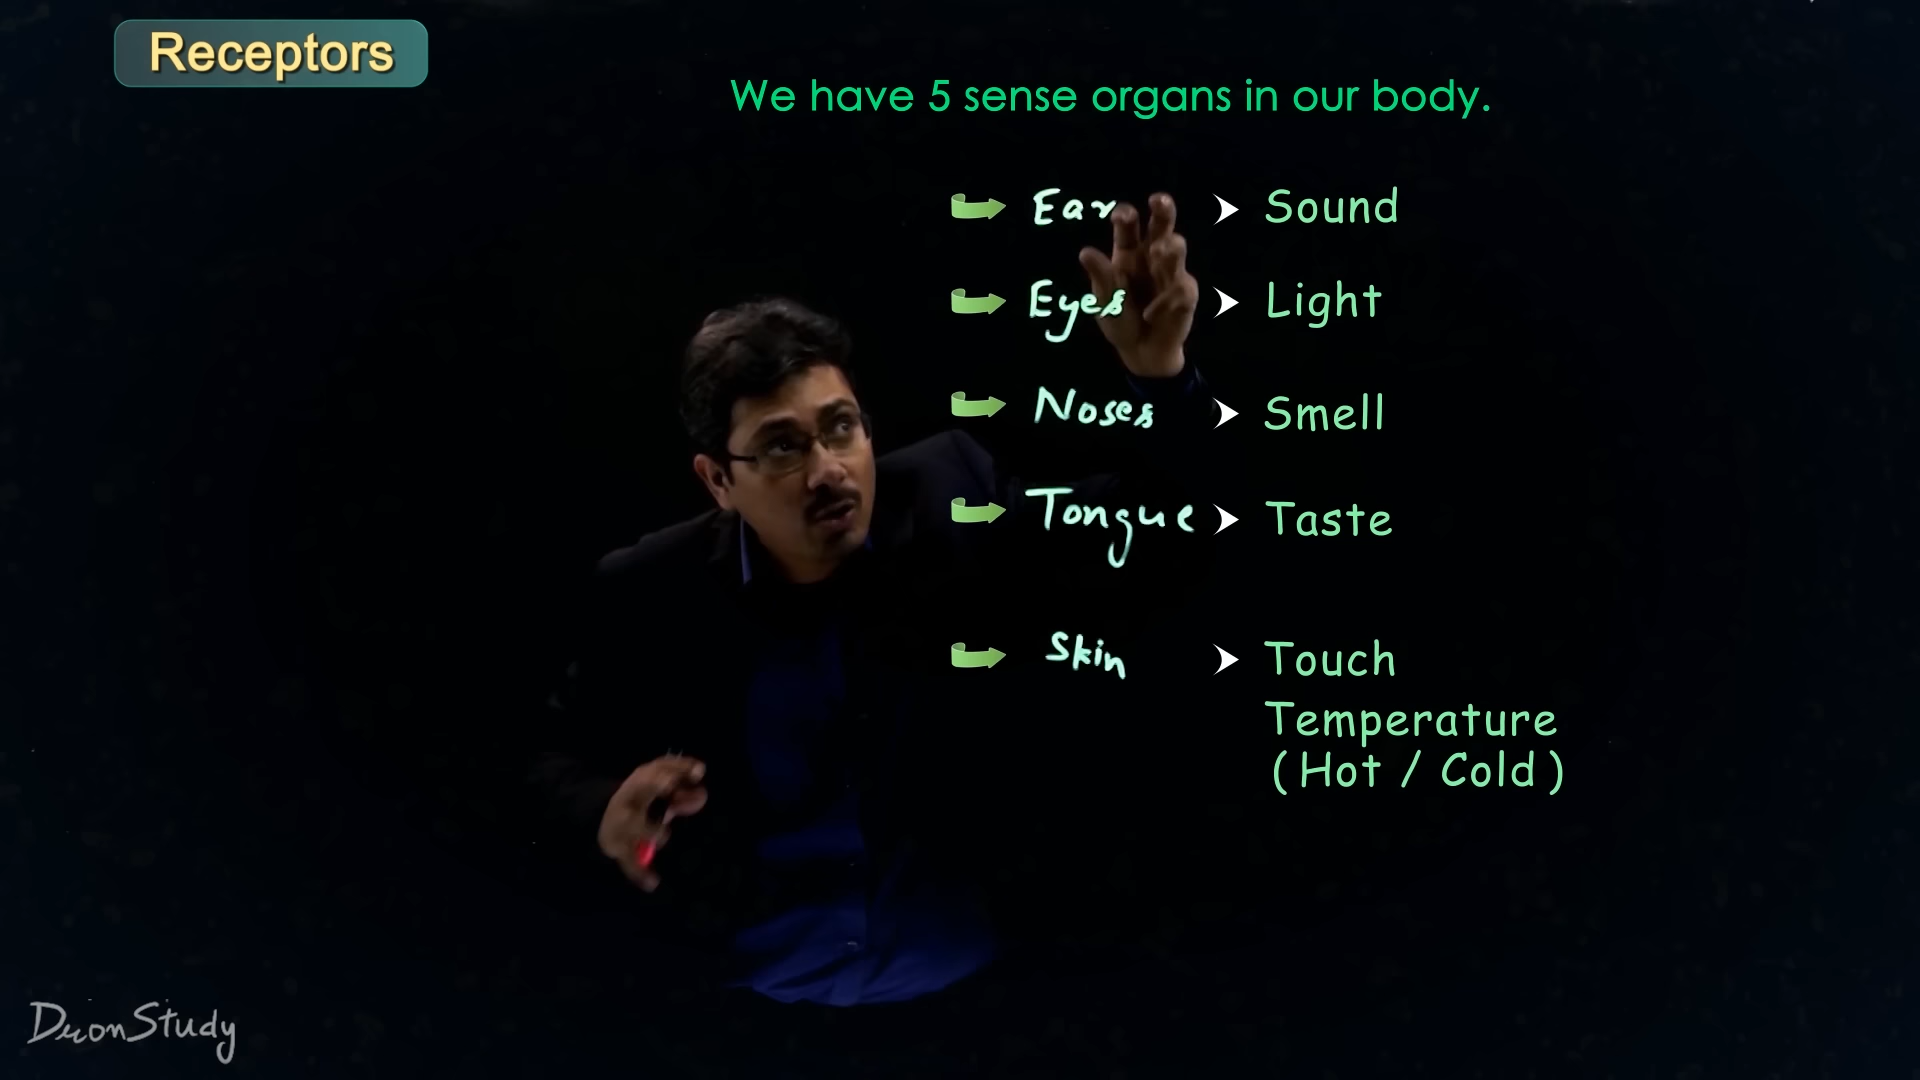 Receptors
We have 5 sense organs in our body.
Ear ➤ Sound
Eyes ➤ Light
Noses ➤ Smell
Tongue ➤ Taste
Skin ➤ Touch
Temperature
( Hot / Cold )
DronStudy